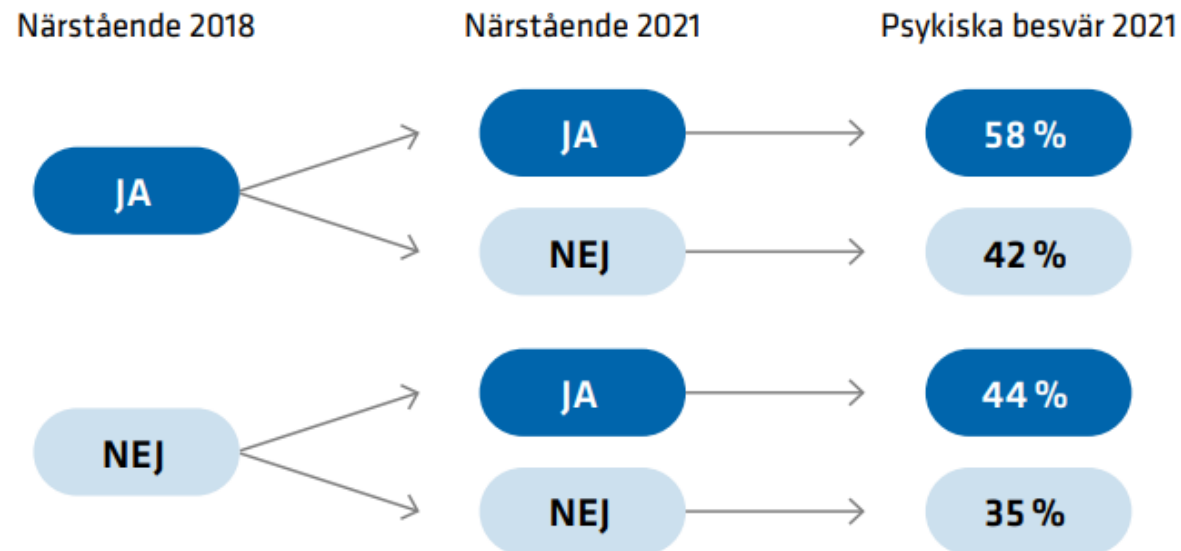 Närstående 2018 Närstående 2021 Psykiska besvär 2021
JA 58 %
JA
NEJ 42 %
JA 44 %
NEJ
NEJ 35 %